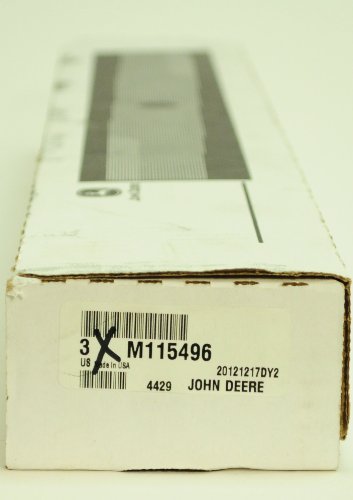 3 X M115496
US Made in USA
20121217DY2
4429 JOHN DEERE